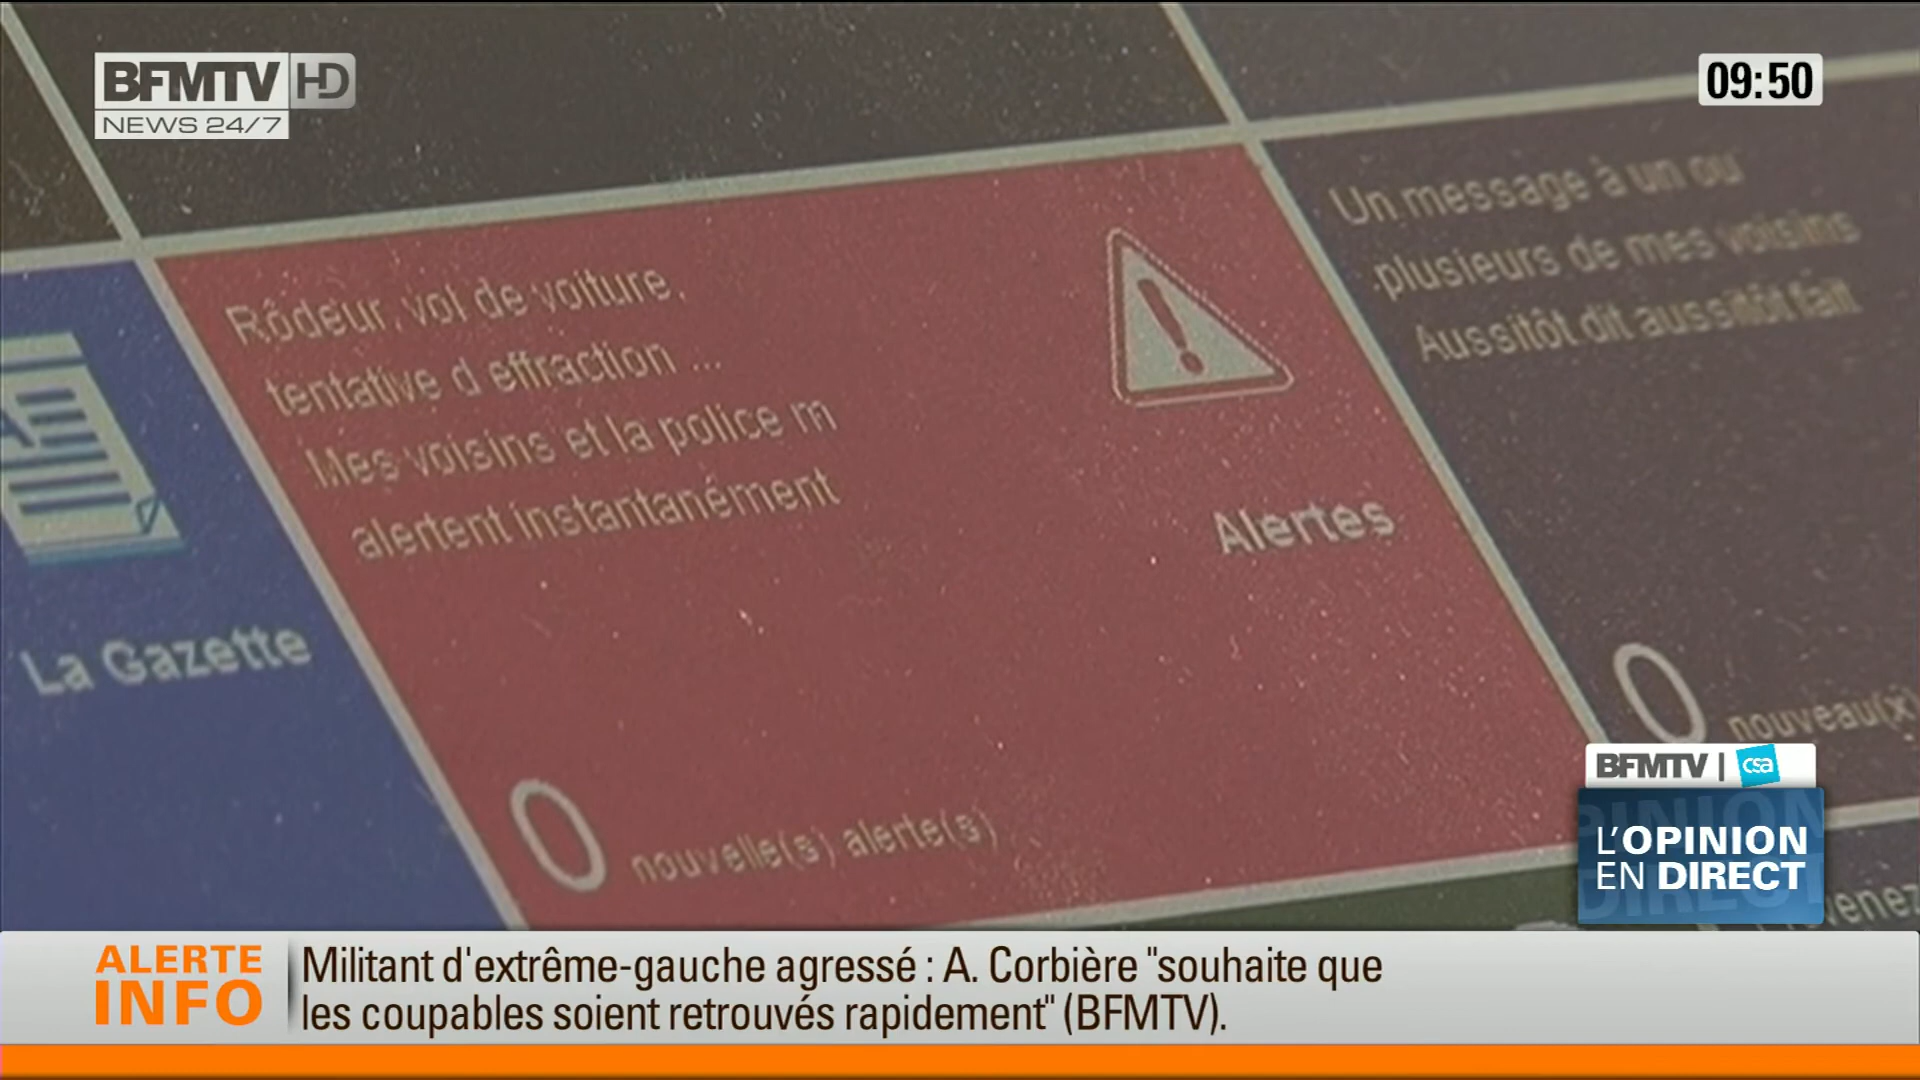 BFMTV HD
NEWS 24/7
09:50
Rôdeur, vol de voiture,
tentative d effraction ...
Mes voisins et la police m
alertent instantanément
Alertes
0 nouvelle(s) alerte(s)
La Gazette
Un message à un ou
plusieurs de mes voisins
Aussitôt dit aussitôt fait
0 nouveau(x)
BFMTV | csa
L'OPINION
EN DIRECT
ALERTE
INFO
Militant d'extrême-gauche agressé : A. Corbière "souhaite que
les coupables soient retrouvés rapidement" (BFMTV).